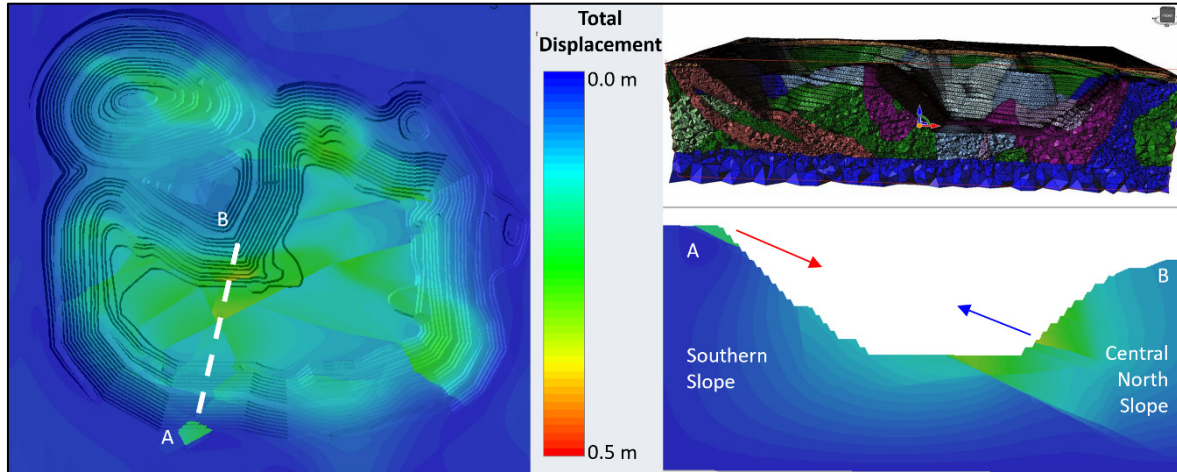 B
A
Total
Displacement
0.0 m
0.5 m
A
B
Southern
Slope
Central
North
Slope